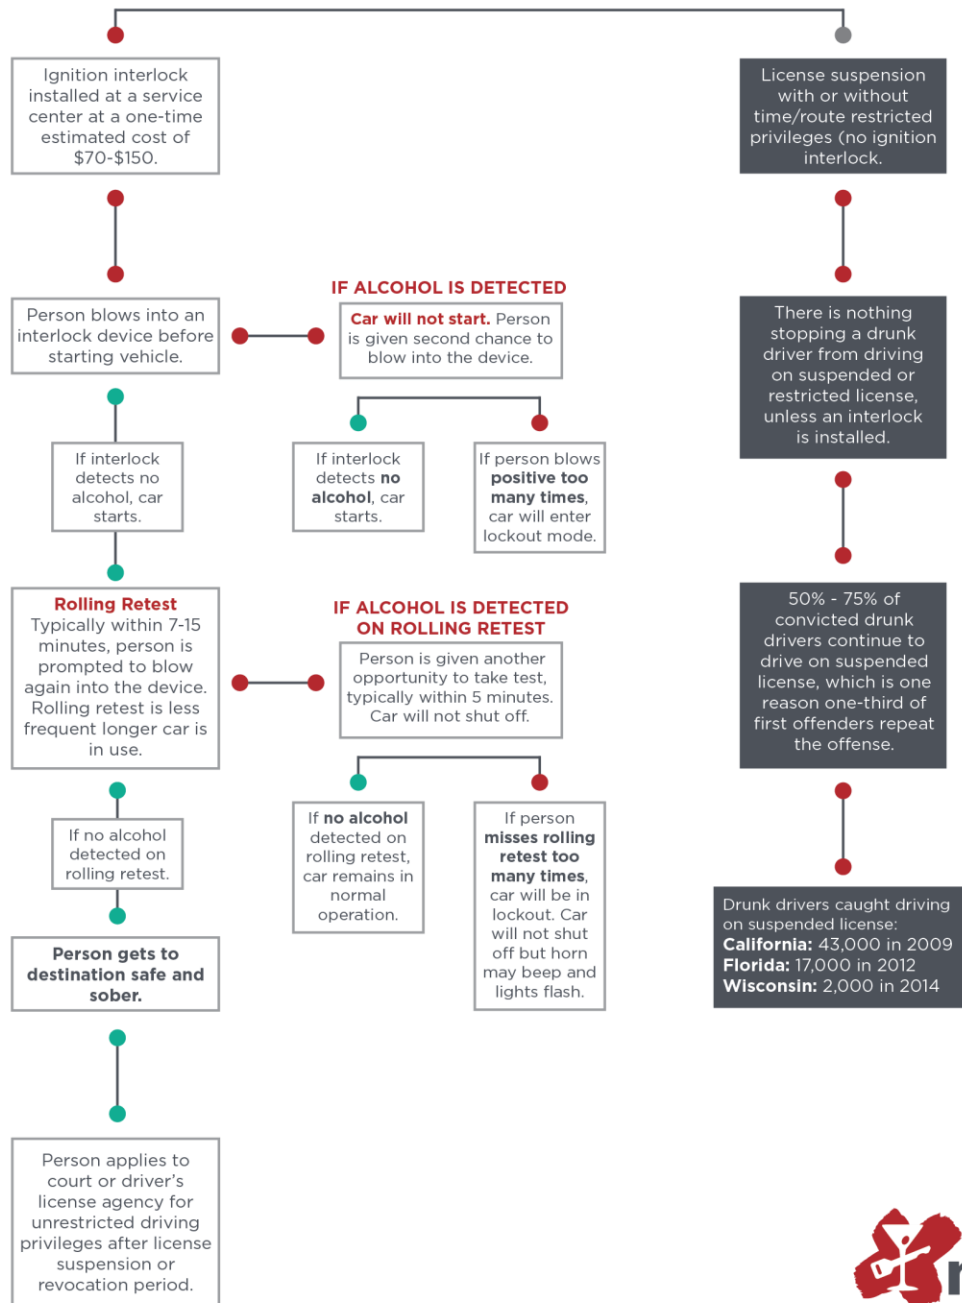 Ignition interlock
installed at a service
center at a one-time
estimated cost of
$70-$150.
Person blows into an
interlock device before
starting vehicle.
IF ALCOHOL IS DETECTED
Car will not start. Person
is given second chance to
blow into the device.
If interlock
detects no
alcohol, car
starts.
If interlock
detects no
alcohol, car
starts.
If person blows
positive too
many times,
car will enter
lockout mode.
Rolling Retest
Typically within 7-15
minutes, person is
prompted to blow
again into the device.
Rolling retest is less
frequent longer car is
in use.
IF ALCOHOL IS DETECTED
ON ROLLING RETEST
Person is given another
opportunity to take test,
typically within 5 minutes.
Car will not shut off.
If no alcohol
detected on
rolling retest.
If no alcohol
detected on
rolling retest,
car remains in
normal
operation.
If person
misses rolling
retest too
many times,
car will be in
lockout. Car
will not shut
off but horn
may beep and
lights flash.
Person gets to
destination safe and
sober.
Person applies to
court or driver's
license agency for
unrestricted driving
privileges after license
suspension or
revocation period.
License suspension
with or without
time/route restricted
privileges (no ignition
interlock.
There is nothing
stopping a drunk
driver from driving
on suspended or
restricted license,
unless an interlock
is installed.
50% - 75% of
convicted drunk
drivers continue to
drive on suspended
license, which is one
reason one-third of
first offenders repeat
the offense.
Drunk drivers caught driving
on suspended license:
California: 43,000 in 2009
Florida: 17,000 in 2012
Wisconsin: 2,000 in 2014